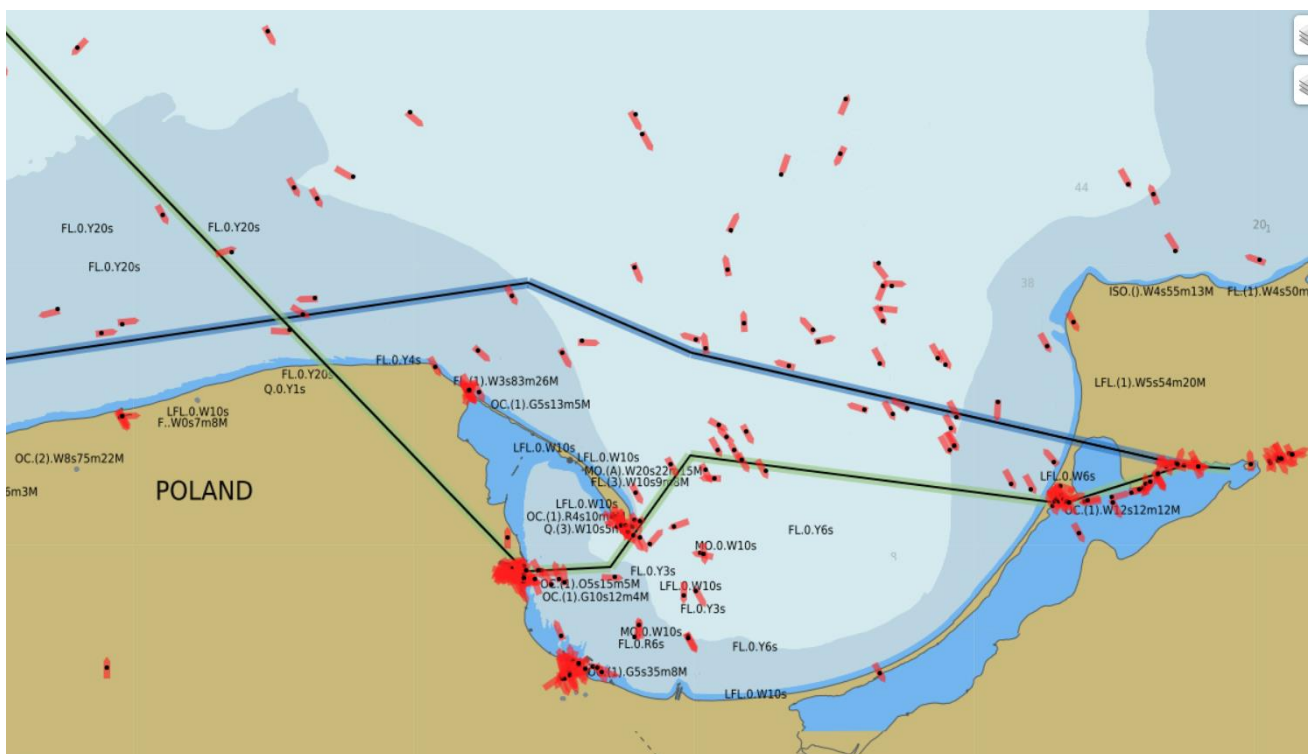 44
20₁
FL.0.Y20s
FL.0.Y20s
FL.0.Y20s
38
ISO.().W4s55m13M
FL.(1).W4s50m
FL.0.Y4s
FL.0.Y20s
Q.0.Y1s
FL.(1).W3s83m26M
LFL.(1).W5s54m20M
OC.(1).G5s13m5M
LFL.0.W10s
F..W0s7m8M
LFL.0.W10s
LFL.0.W10s
OC.(2).W8s75m22M
MO.(A).W20s22m15M
FL.(3).W10s9m8M
LFL.0.W6s
6m3M
POLAND
LFL.0.W10s
OC.(1).R4s10m
OC.(1).W12s12m12M
Q.(3).W10s5m
FL.0.Y6s
MO.0.W10s
9
FL.0.Y3s
OC.(1).O5s15m5M
LFL.0.W10s
OC.(1).G10s12m4M
FL.0.Y3s
MO.0.W10s
FL.0.R6s
FL.0.Y6s
OC.(1).G5s35m8M
LFL.0.W10s